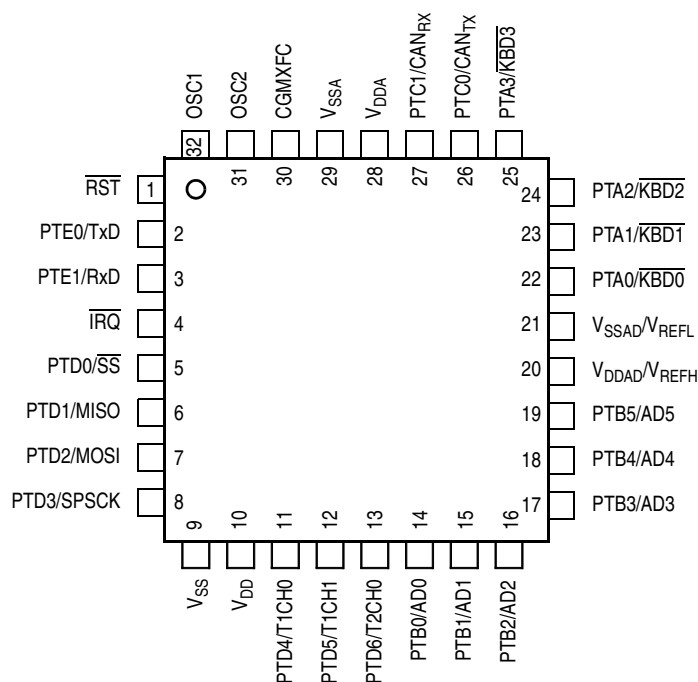 OSC1
OSC2
CGMXFC
VSSA
VDDA
PTC1/CANRX
PTC0/CANTX
PTA3/KBD3
32
31
30
29
28
27
26
25
RST
1
PTE0/TxD
2
PTE1/RxD
3
IRQ
4
PTD0/SS
5
PTD1/MISO
6
PTD2/MOSI
7
PTD3/SPSCK
8
24
PTA2/KBD2
23
PTA1/KBD1
22
PTA0/KBD0
21
VSSAD/VREFL
20
VDDAD/VREFH
19
PTB5/AD5
18
PTB4/AD4
17
PTB3/AD3
9
10
11
12
13
14
15
16
VSS
VDD
PTD4/T1CH0
PTD5/T1CH1
PTD6/T2CH0
PTB0/AD0
PTB1/AD1
PTB2/AD2